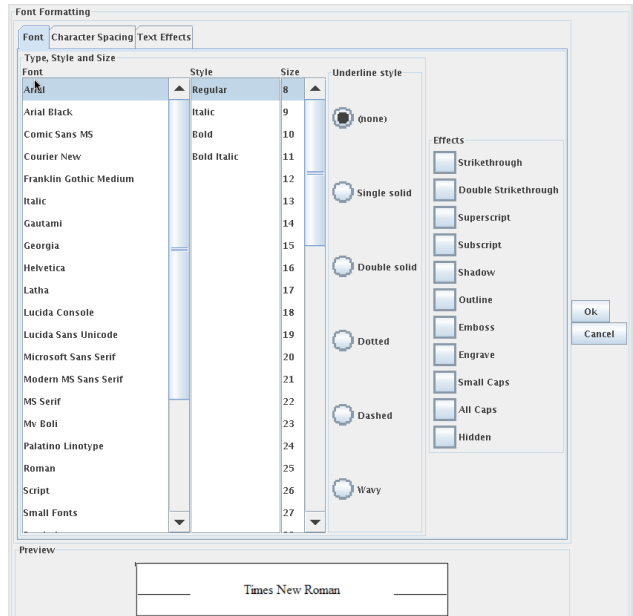 Font Formatting
Font Character Spacing Text Effects
Type, Style and Size
Font Style Size Underline style
Arial Regular 8
Arial Black Italic 9
(none)
Comic Sans MS Bold 10
Effects
Courier New Bold Italic 11
Strikethrough
Franklin Gothic Medium 12
Single solid Double Strikethrough
Italic 13
Gautami 14
Superscript
Georgia 15
Subscript
Helvetica 16
Double solid Shadow
Latha 17
Outline
Lucida Console 18
Ok
Lucida Sans Unicode 19
Emboss
Cancel
Dotted
Microsoft Sans Serif 20
Engrave
Modern MS Sans Serif 21
Small Caps
MS Serif 22
All Caps
Dashed
Mv Boli 23
Hidden
Palatino Linotype 24
Roman 25
Script 26
Wavy
Small Fonts 27
Preview
Times New Roman